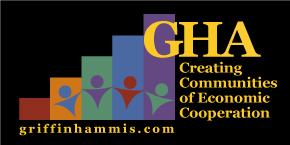 GHA
Creating
Communities
of Economic
Cooperation
griffinhammis.com